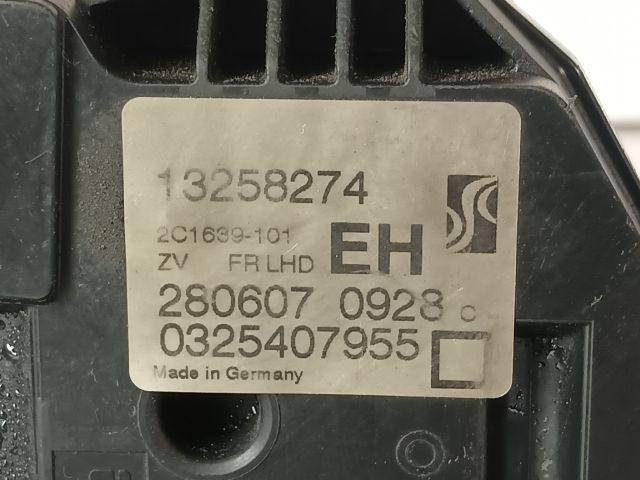 13258274
2C1639-101
ZV FR LHD EH
280607 0928 C
0325407955
Made in Germany